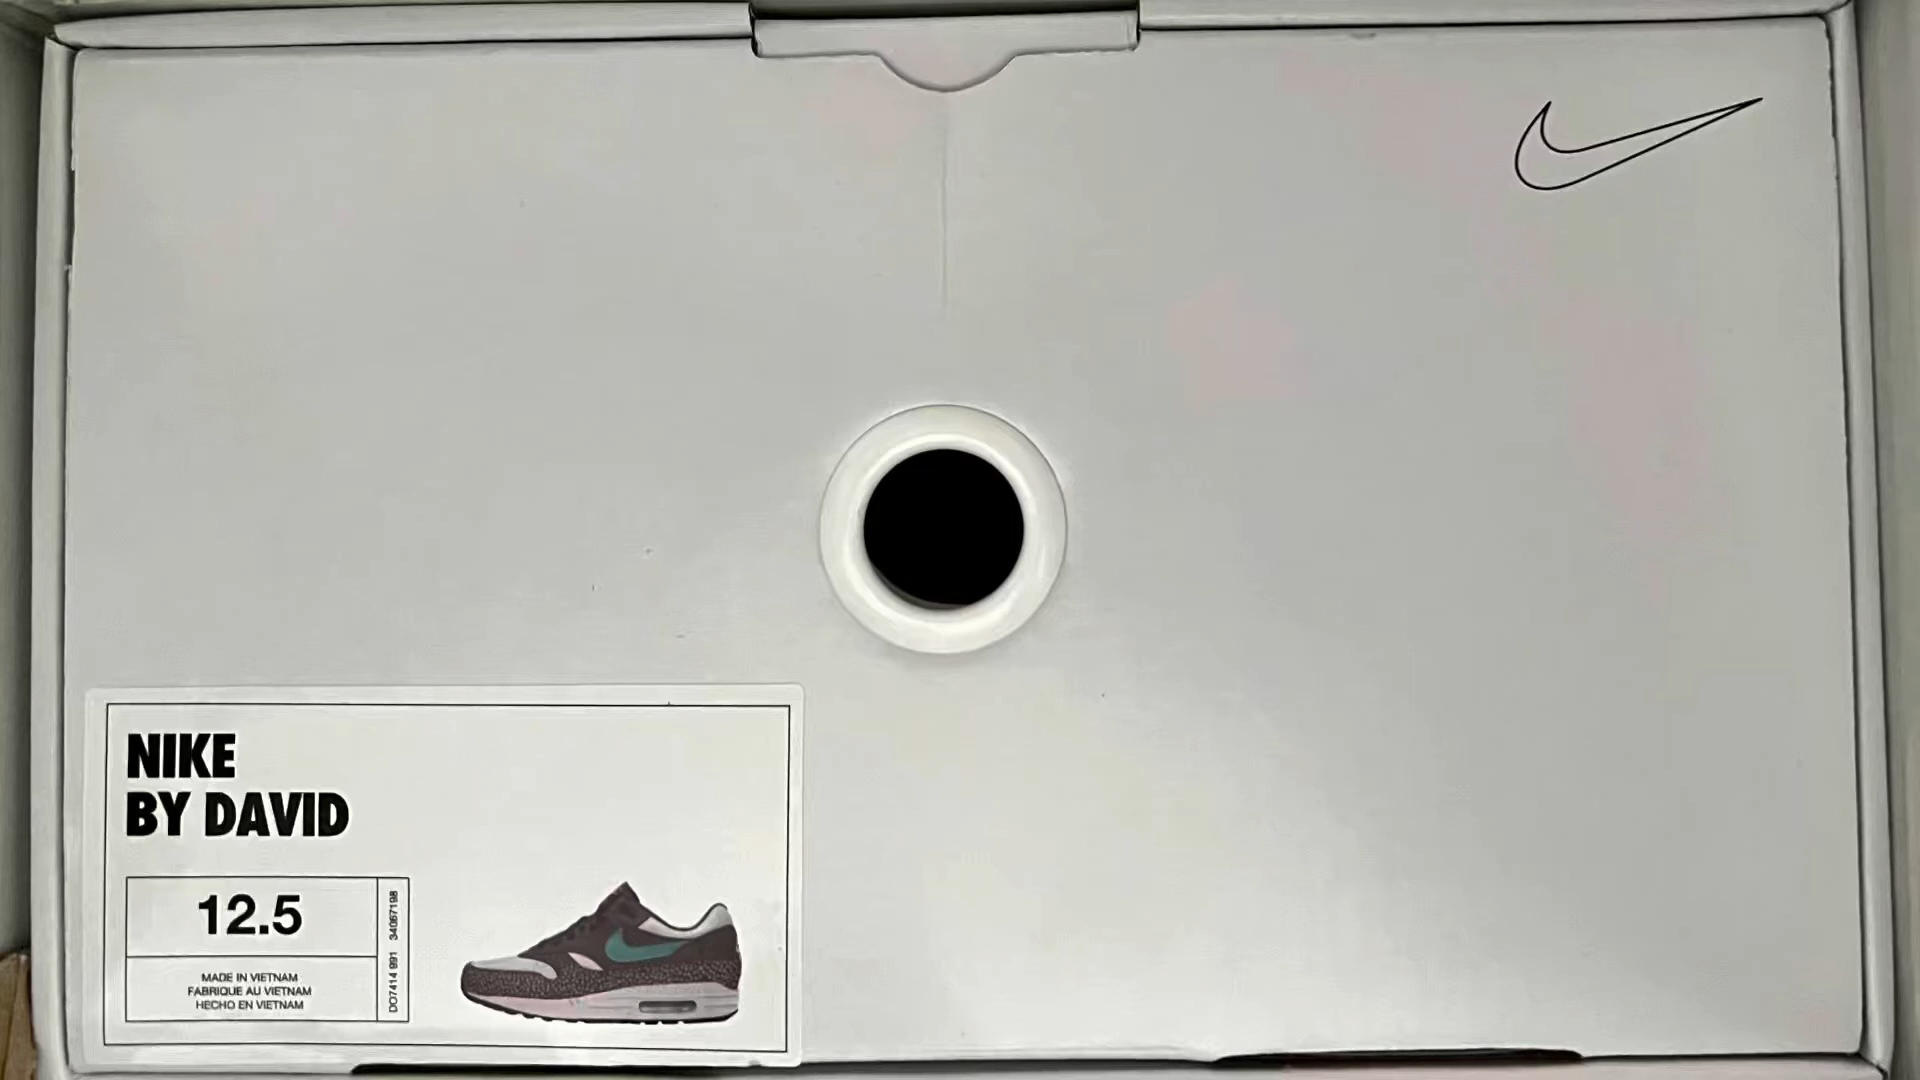 NIKE
BY DAVID
12.5
MADE IN VIETNAM
FABRIQUE AU VIETNAM
HECHO EN VIETNAM
DO7414 991 34067198